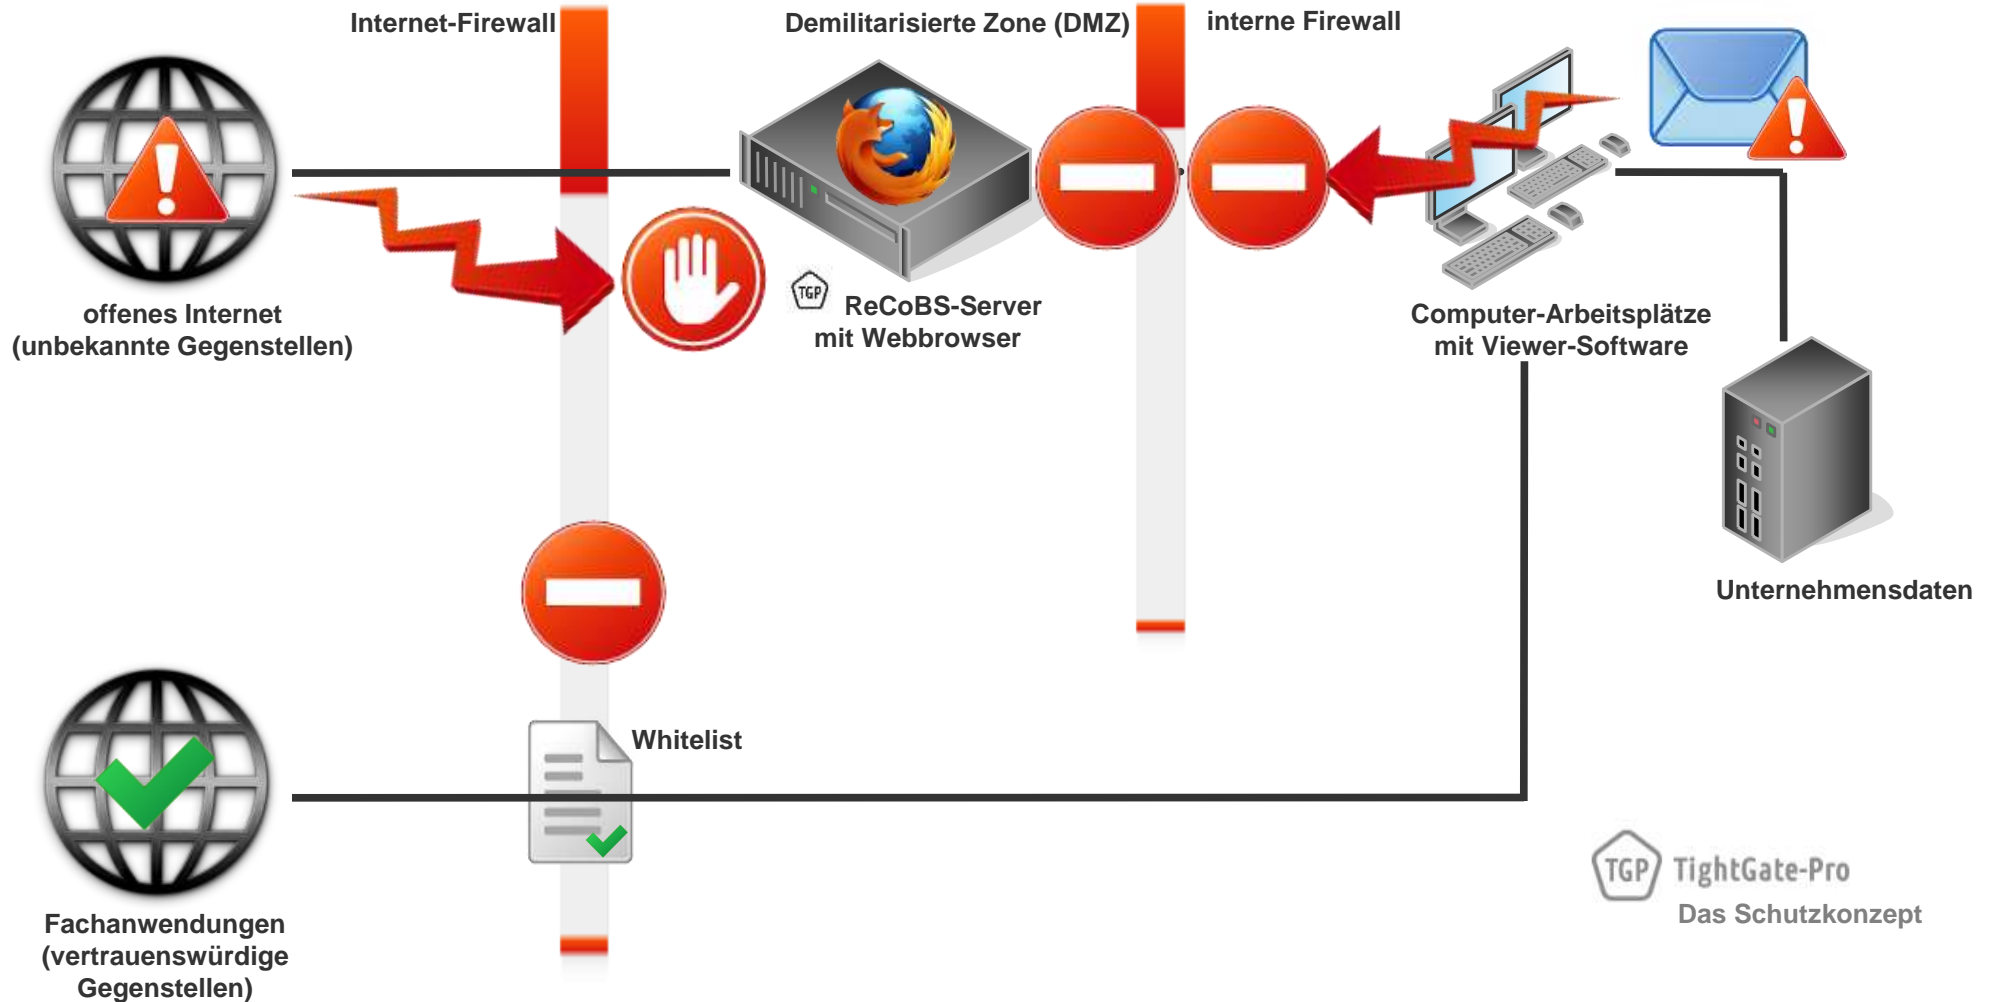 Internet-Firewall
Demilitarisierte Zone (DMZ)
interne Firewall
offenes Internet
(unbekannte Gegenstellen)
TGP
ReCoBS-Server
mit Webbrowser
Computer-Arbeitsplätze
mit Viewer-Software
Unternehmensdaten
Whitelist
Fachanwendungen
(vertrauenswürdige
Gegenstellen)
TGP TightGate-Pro
Das Schutzkonzept